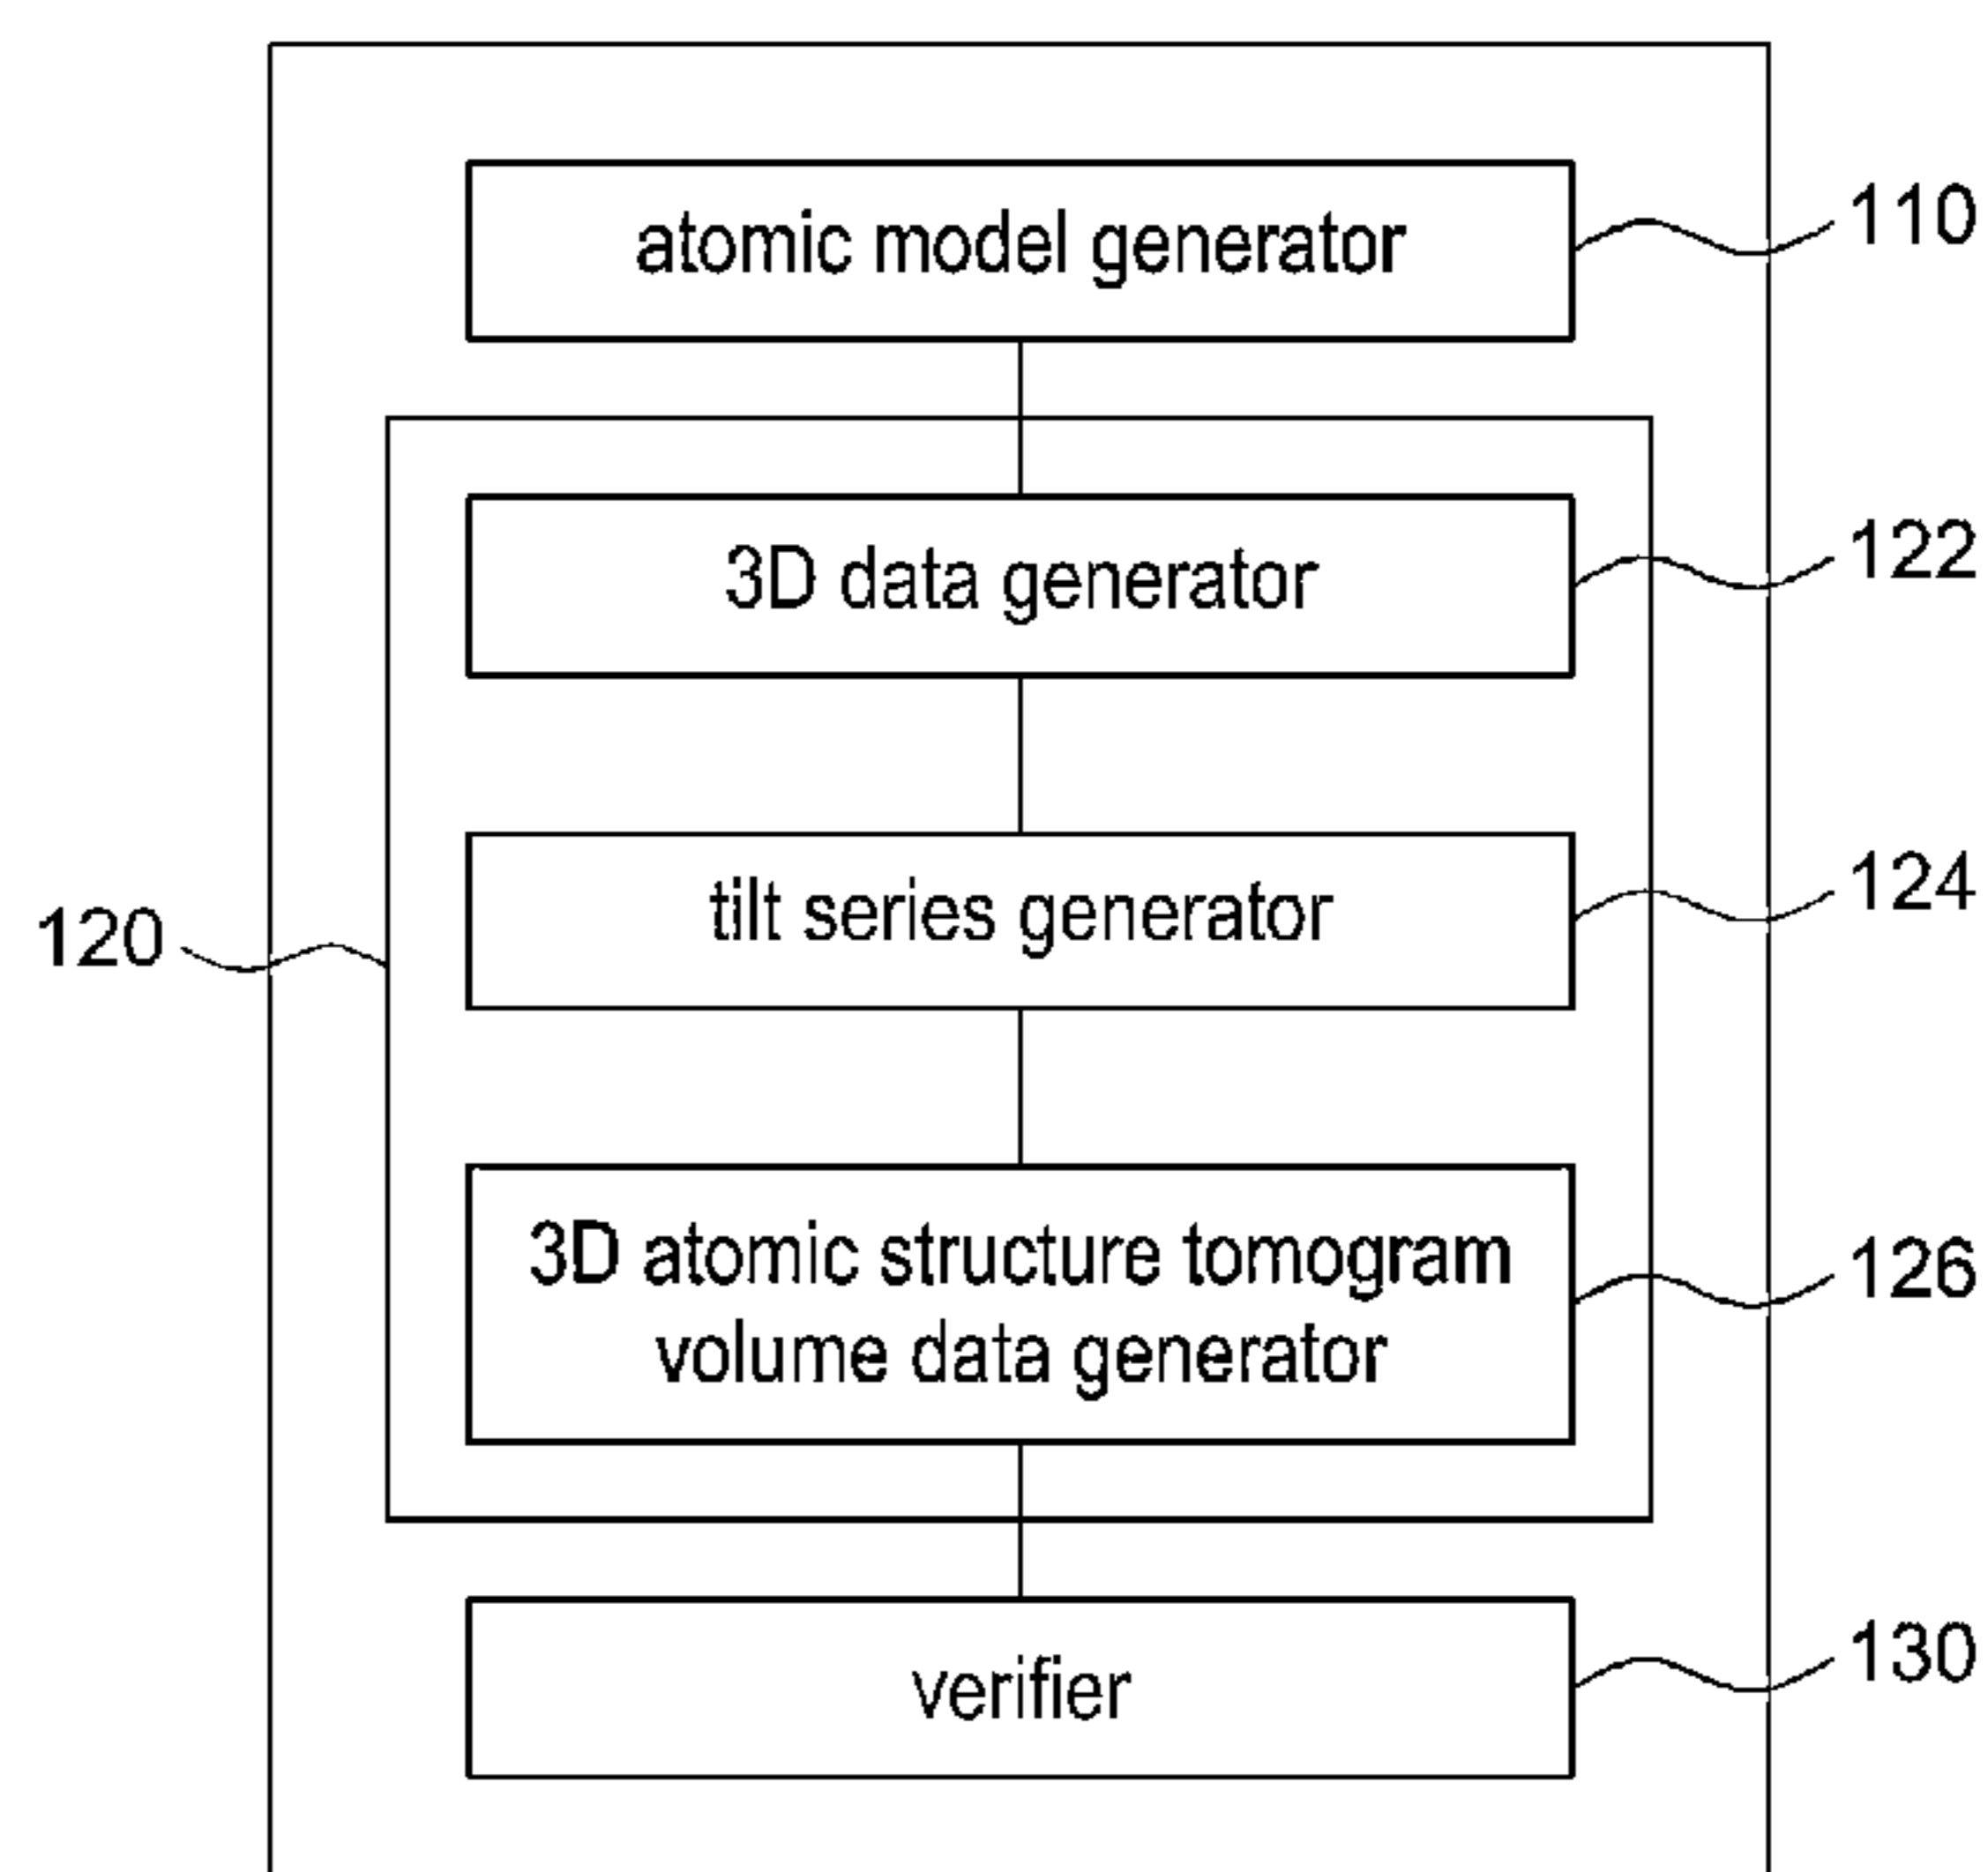 atomic model generator
110
3D data generator
122
tilt series generator
124
120
3D atomic structure tomogram
volume data generator
126
verifier
130